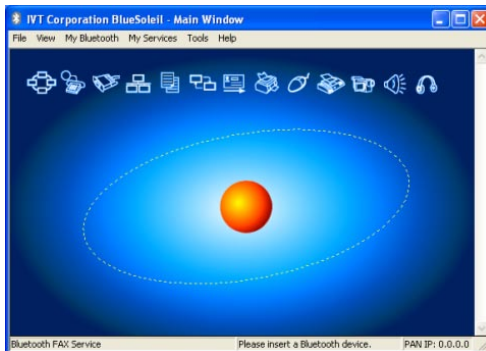 IVT Corporation BlueSoleil - Main Window
File View My Bluetooth My Services Tools Help
Bluetooth FAX Service Please insert a Bluetooth device. PAN IP: 0.0.0.0